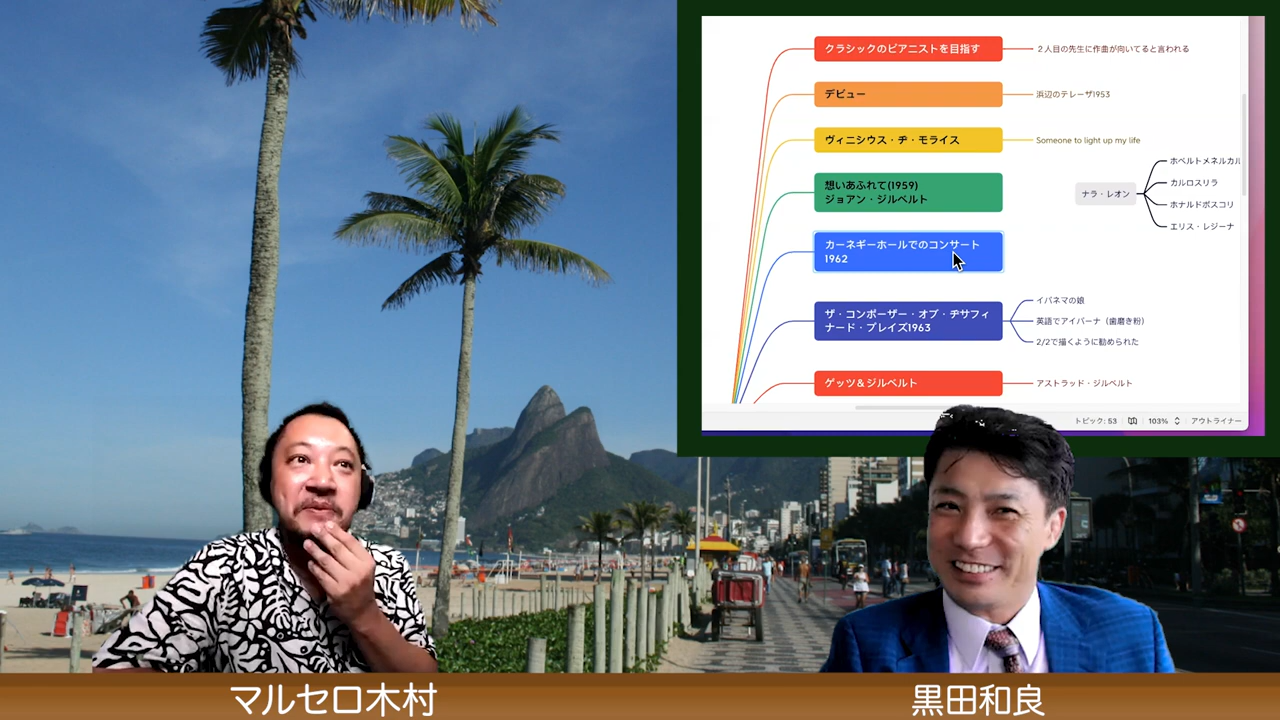 クラシックのピアニストを目指す
２人目の先生に作曲が向いてると言われる
デビュー
浜辺のテレーザ1953
ヴィニシウス・ヂ・モライス
Someone to light up my life
想いあふれて(1959)
ジョアン・ジルベルト
ナラ・レオン
ホベルトメネルカル
カルロスリラ
ホナルドボスコリ
エリス・レジーナ
カーネギーホールでのコンサート
1962
ザ・コンポーザー・オブ・ヂサフィ
ナード・プレイズ1963
イパネマの娘
英語でアイパーナ（歯磨き粉）
2/2で描くように勧められた
ゲッツ＆ジルベルト
アストラッド・ジルベルト
トピック: 53
103%
アウトライナー
マルセロ木村
黒田和良